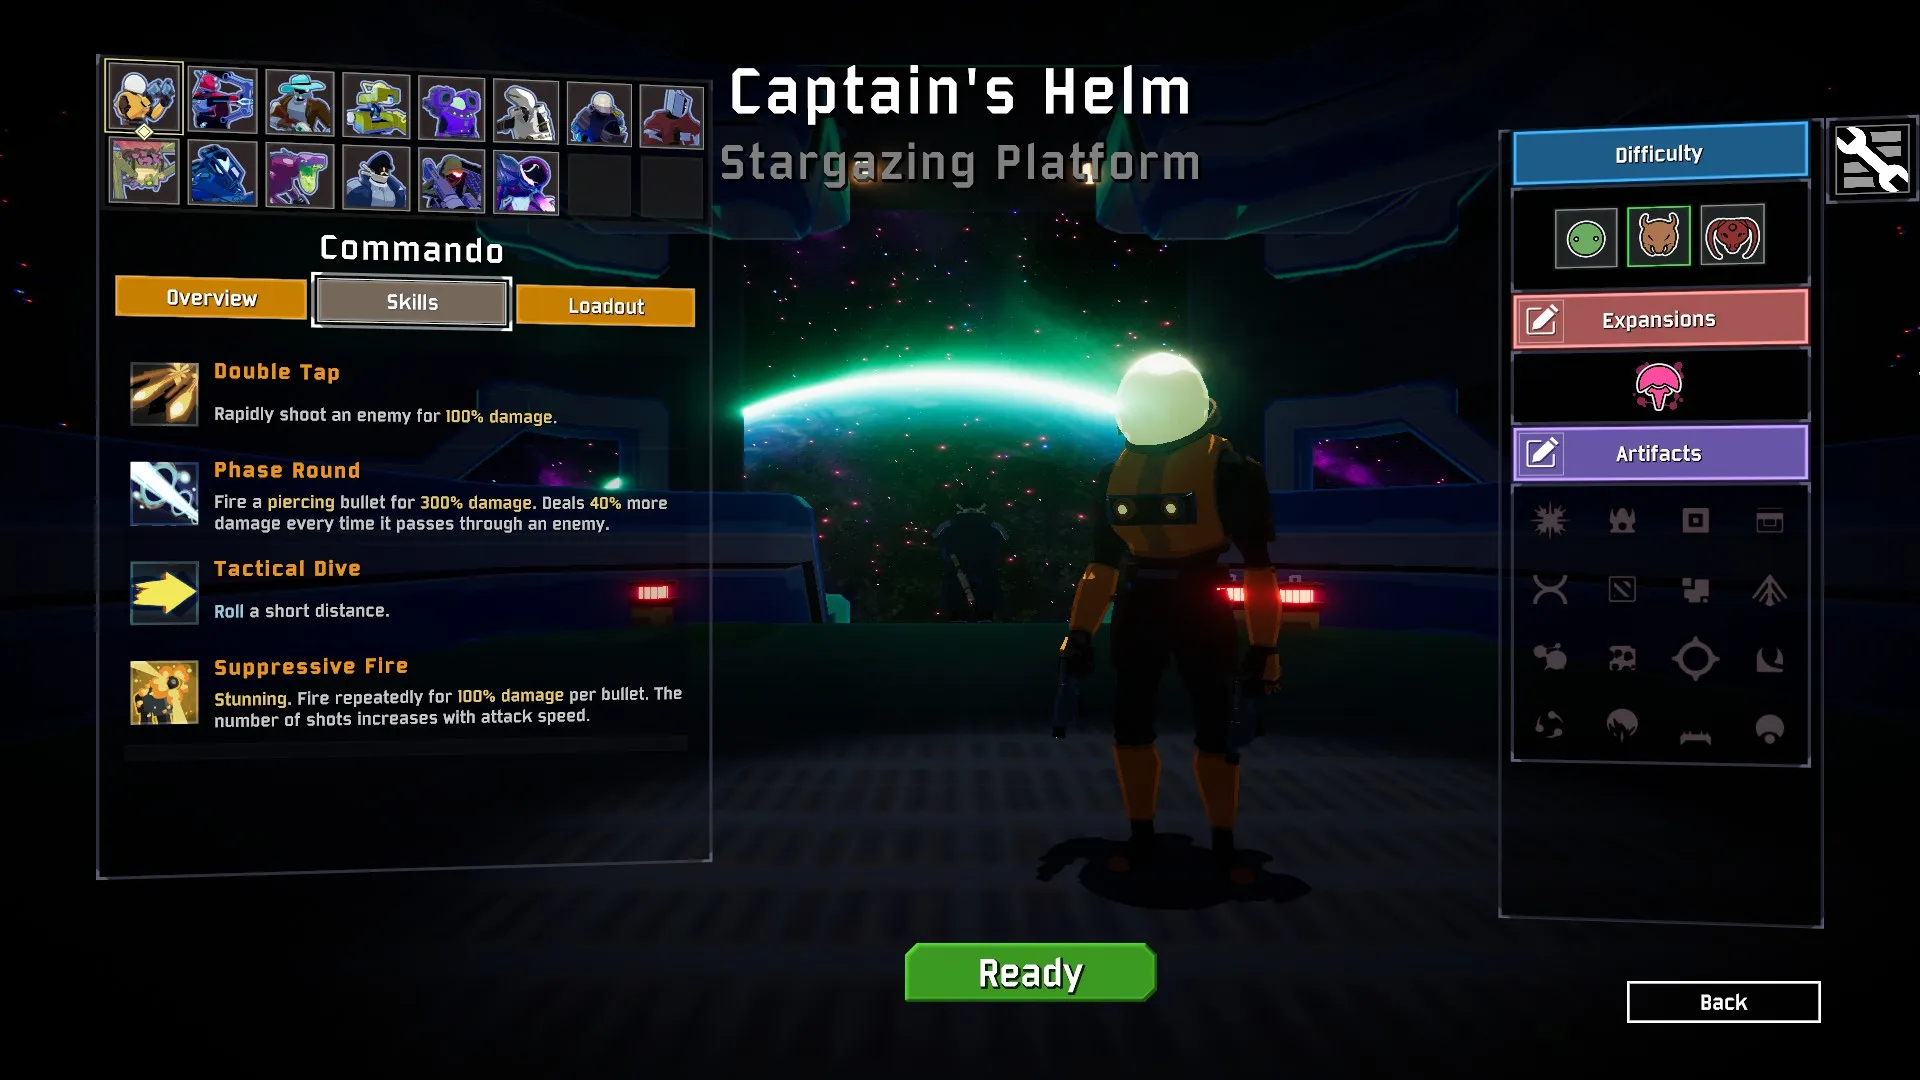 Captain's Helm
Stargazing Platform
Commando
Overview
Skills
Loadout
Double Tap
Rapidly shoot an enemy for 100% damage.
Phase Round
Fire a piercing bullet for 300% damage. Deals 40% more
damage every time it passes through an enemy.
Tactical Dive
Roll a short distance.
Suppressive Fire
Stunning. Fire repeatedly for 100% damage per bullet. The
number of shots increases with attack speed.
Difficulty
Expansions
Artifacts
Ready
Back